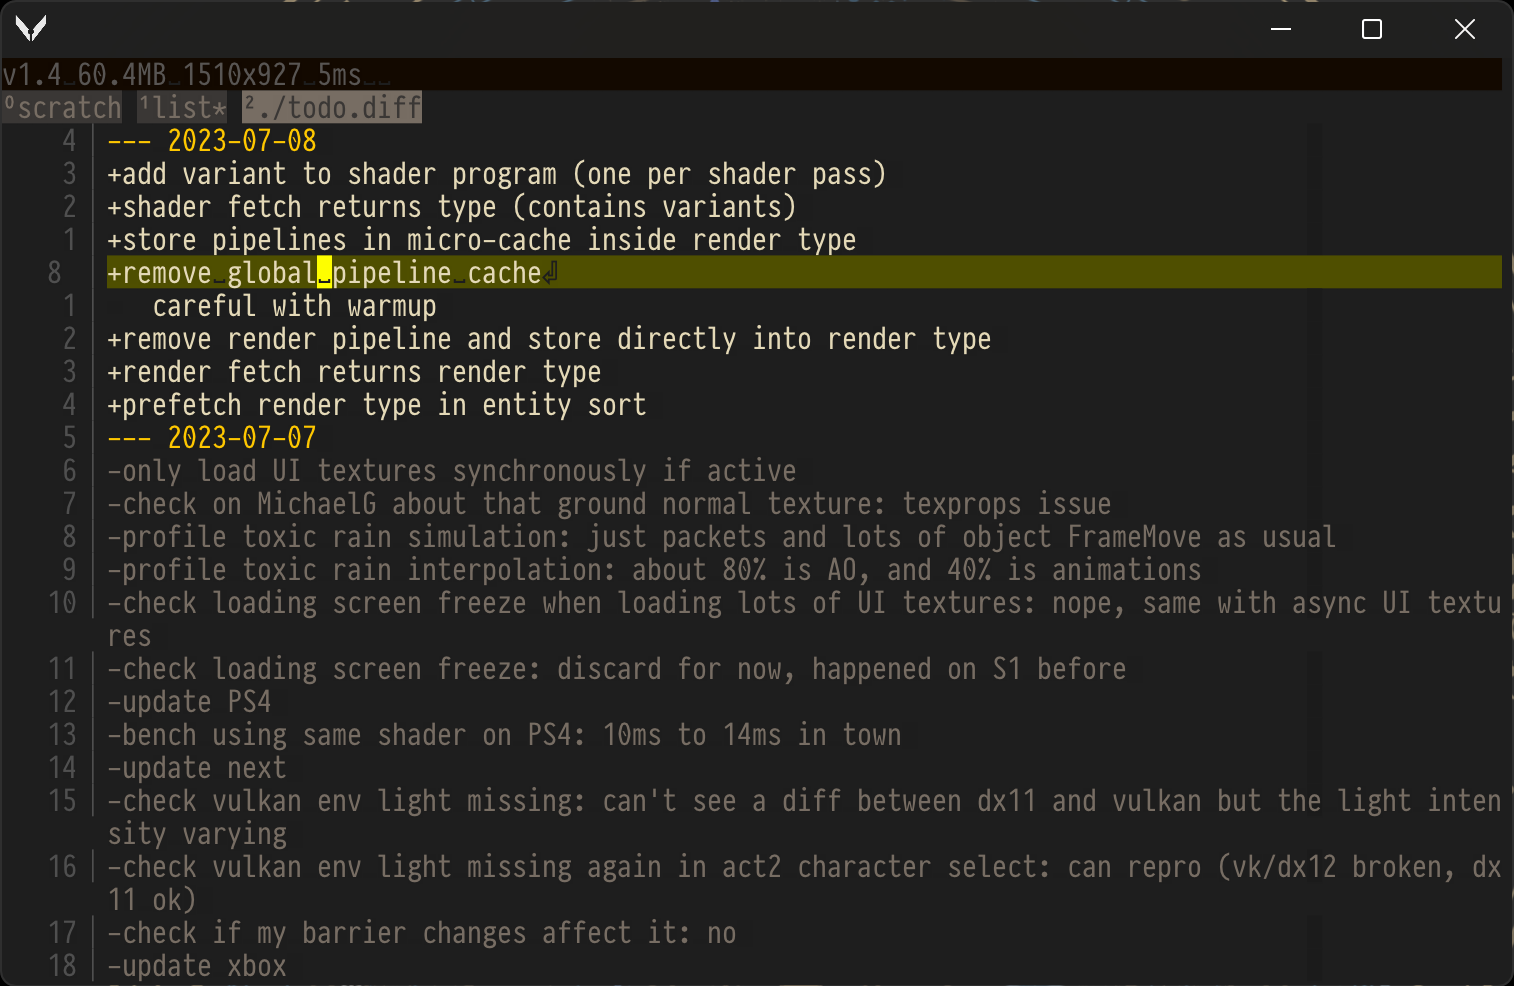 v1.4 60.4MB 1510x927 5ms
0scratch 1list* 2./todo.diff
4 --- 2023-07-08
3 +add variant to shader program (one per shader pass)
2 +shader fetch returns type (contains variants)
1 +store pipelines in micro-cache inside render type
8 +remove global pipeline cache
1 careful with warmup
2 +remove render pipeline and store directly into render type
3 +render fetch returns render type
4 +prefetch render type in entity sort
5 --- 2023-07-07
6 -only load UI textures synchronously if active
7 -check on MichaelG about that ground normal texture: texprops issue
8 -profile toxic rain simulation: just packets and lots of object FrameMove as usual
9 -profile toxic rain interpolation: about 80% is AO, and 40% is animations
10 -check loading screen freeze when loading lots of UI textures: nope, same with async UI textu
res
11 -check loading screen freeze: discard for now, happened on S1 before
12 -update PS4
13 -bench using same shader on PS4: 10ms to 14ms in town
14 -update next
15 -check vulkan env light missing: can't see a diff between dx11 and vulkan but the light inten
sity varying
16 -check vulkan env light missing again in act2 character select: can repro (vk/dx12 broken, dx
11 ok)
17 -check if my barrier changes affect it: no
18 -update xbox